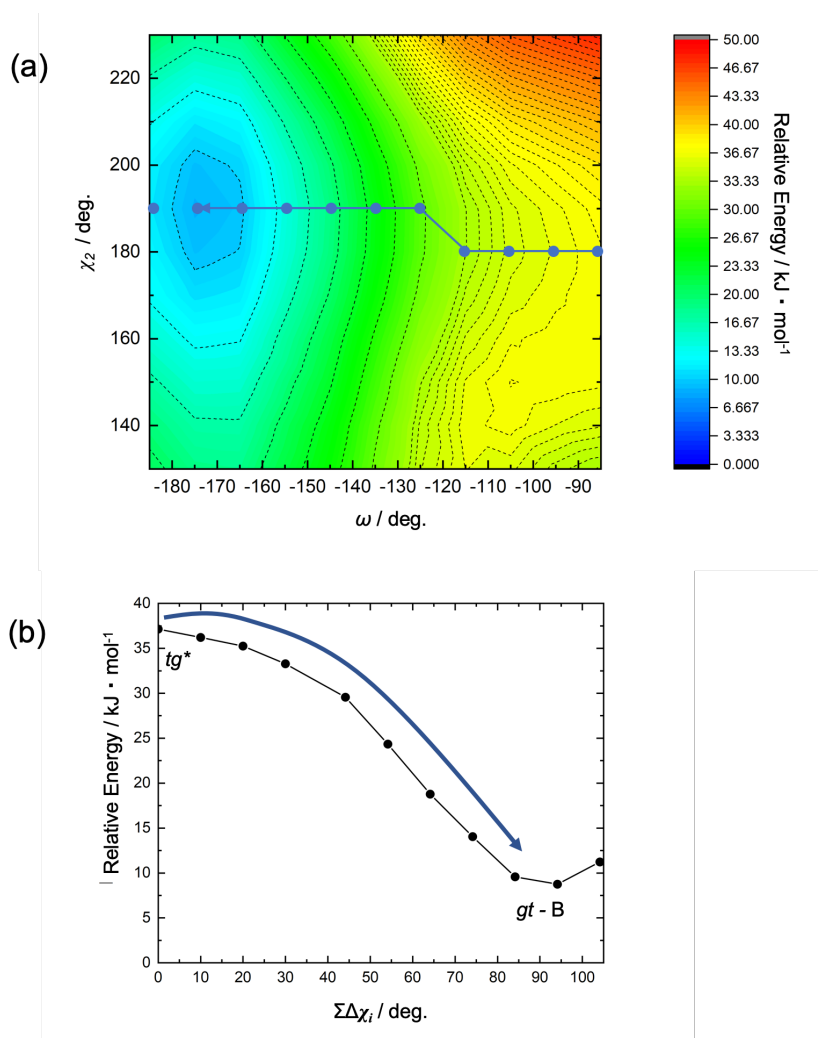 (a)
220
200
180
160
140
χ2 / deg.
-180 -170 -160 -150 -140 -130 -120 -110 -100 -90
ω / deg.
50.00
46.67
43.33
40.00
36.67
33.33
30.00
26.67
23.33
20.00
16.67
13.33
10.00
6.667
3.333
0.000
Relative Energy / kJ・mol-1
(b)
40
35
30
25
20
15
10
5
0
Relative Energy / kJ・mol-1
tg*
gt - B
0 10 20 30 40 50 60 70 80 90 100
ΣΔχi / deg.